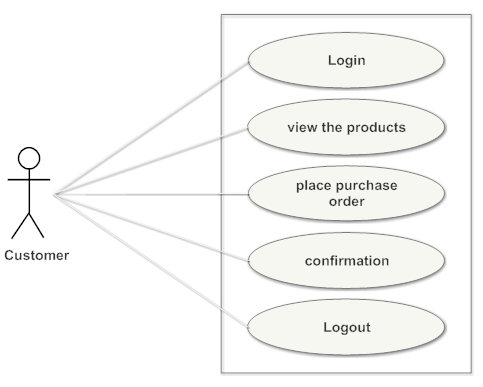 Login
view the products
place purchase
order
confirmation
Logout
Customer